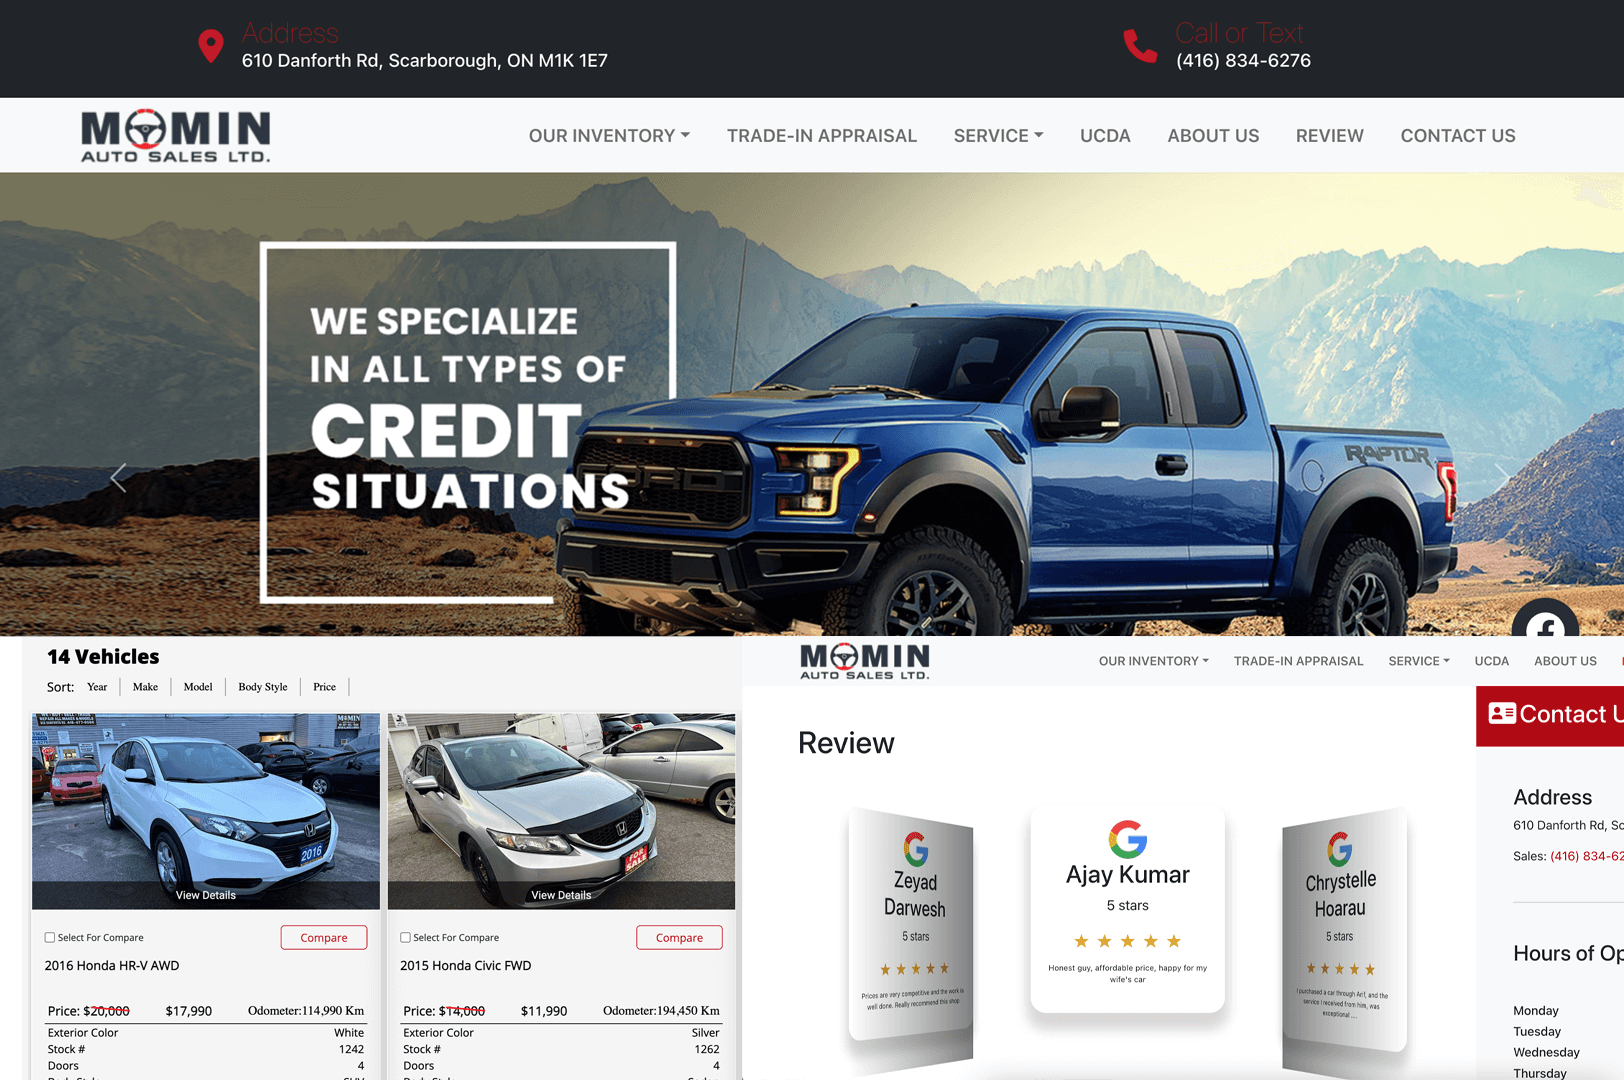 Address
610 Danforth Rd, Scarborough, ON M1K 1E7
Call or Text
(416) 834-6276
MOMIN
AUTO SALES LTD.
OUR INVENTORY
TRADE-IN APPRAISAL
SERVICE
UCDA
ABOUT US
REVIEW
CONTACT US
WE SPECIALIZE
IN ALL TYPES OF
CREDIT
SITUATIONS
FORD
RAPTOR
14 Vehicles
Sort: Year Make Model Body Style Price
2016
View Details
Select For Compare
Compare
2016 Honda HR-V AWD
Price: $20,000 $17,990 Odometer:114,990 Km
Exterior Color White
Stock # 1242
Doors 4
FOR SALE
View Details
Select For Compare
Compare
2015 Honda Civic FWD
Price: $14,000 $11,990 Odometer:194,450 Km
Exterior Color Silver
Stock # 1262
Doors 4
MOMIN
AUTO SALES LTD.
OUR INVENTORY
TRADE-IN APPRAISAL
SERVICE
UCDA
ABOUT US
Review
Zeyad
Darwesh
5 stars
Prices are very competitive and the work is
well done. Really recommend this shop
Ajay Kumar
5 stars
Honest guy, affordable price, happy for my
wife's car
Chrystelle
Hoarau
5 stars
I purchased a car through Arif, and the
service I received from him, was
exceptional ....
Contact U
Address
610 Danforth Rd, Sc
Sales: (416) 834-62
Hours of Op
Monday
Tuesday
Wednesday
Thursday